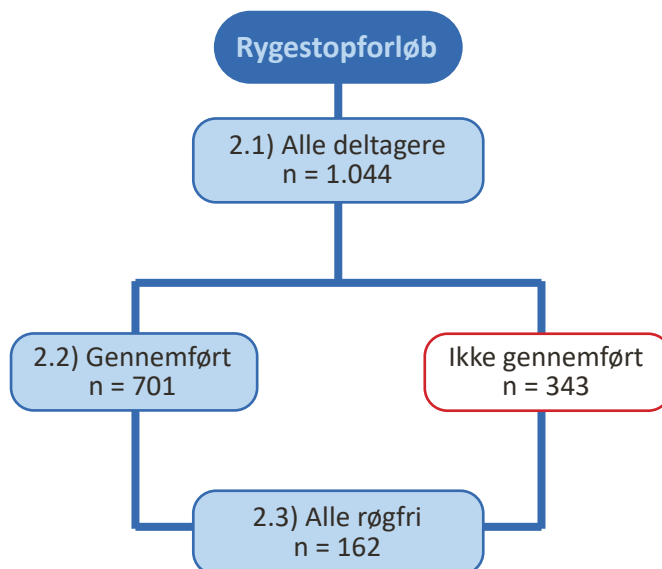 Rygestopforløb
2.1) Alle deltagere
n = 1.044
2.2) Gennemført
n = 701
Ikke gennemført
n = 343
2.3) Alle røgfri
n = 162